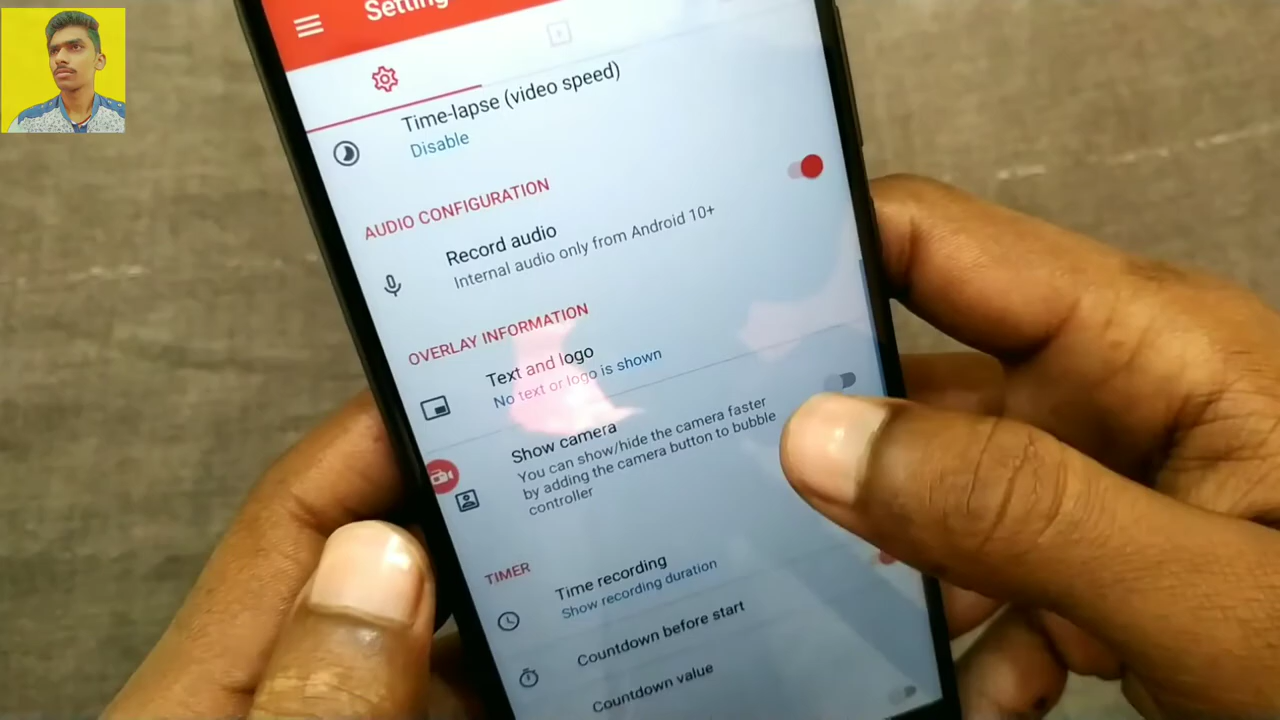 Time-lapse (video speed)
Disable
AUDIO CONFIGURATION
Record audio
Internal audio only from Android 10+
OVERLAY INFORMATION
Text and logo
No text or logo is shown
Show camera
You can show/hide the camera faster
by adding the camera button to bubble
controller
TIMER
Time recording
Show recording duration
Countdown before start
Countdown value